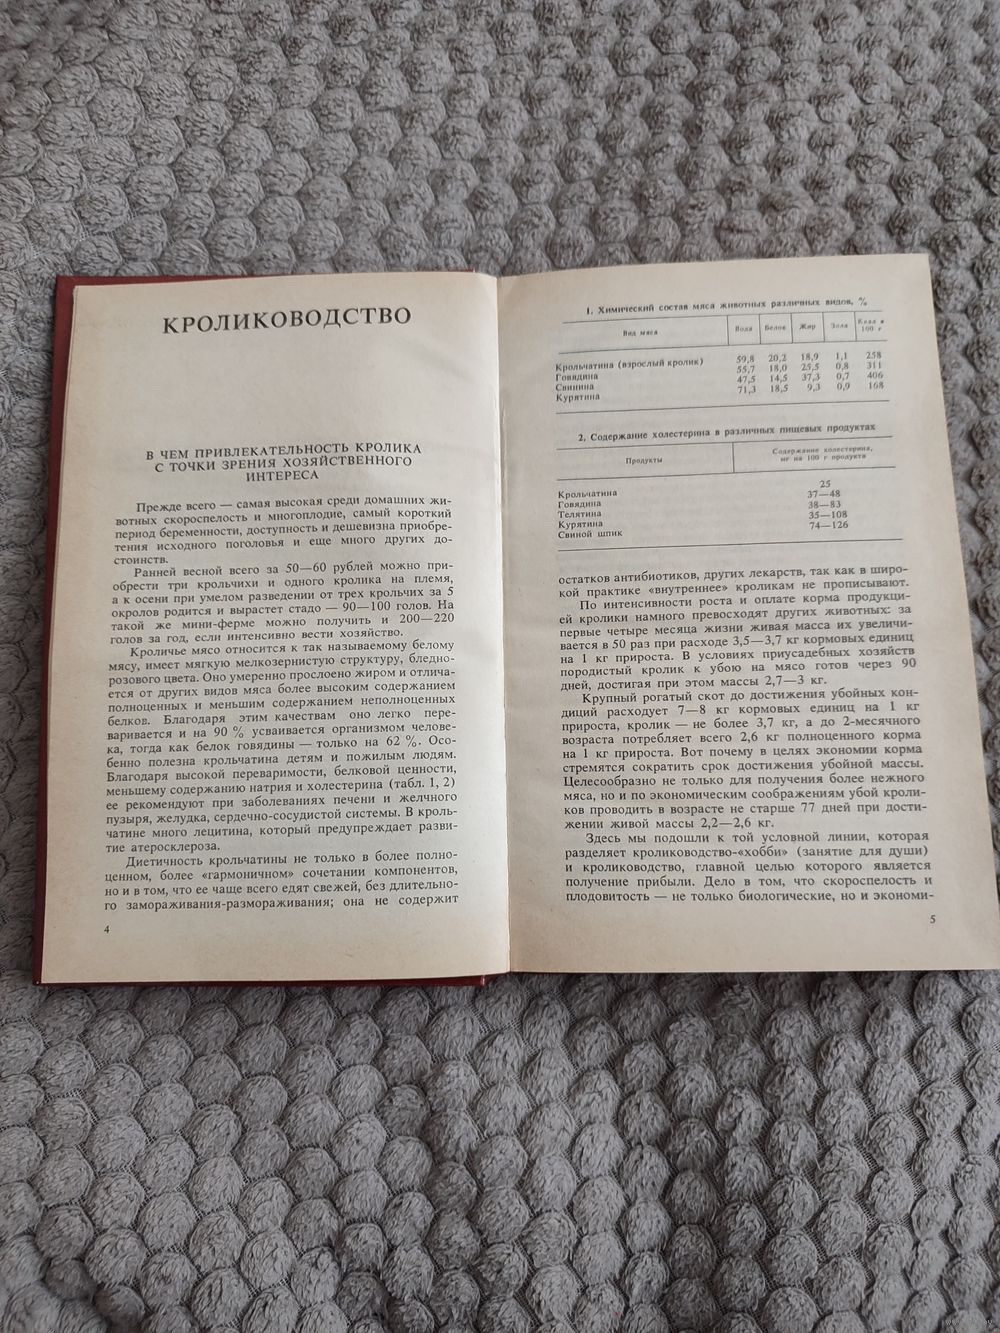 КРОЛИКОВОДСТВО
В ЧЕМ ПРИВЛЕКАТЕЛЬНОСТЬ КРОЛИКА
С ТОЧКИ ЗРЕНИЯ ХОЗЯЙСТВЕННОГО
ИНТЕРЕСА
Прежде всего — самая высокая среди домашних жи-
вотных скороспелость и многоплодие, самый короткий
период беременности, доступность и дешевизна приобре-
тения исходного поголовья и еще много других до-
стоинств.
Ранней весной всего за 50—60 рублей можно при-
обрести три крольчихи и одного кролика на племя,
а к осени при умелом разведении от трех крольчих за 5
окролов родится и вырастет стадо — 90—100 голов. На
такой же мини-ферме можно получить и 200—220
голов за год, если интенсивно вести хозяйство.
Кроличье мясо относится к так называемому белому
мясу, имеет мягкую мелкозернистую структуру, бледно-
розового цвета. Оно умеренно прослоено жиром и отлича-
ется от других видов мяса более высоким содержанием
полноценных и меньшим содержанием неполноценных
белков. Благодаря этим качествам оно легко пере-
варивается и на 90 % усваивается организмом челове-
ка, тогда как белок говядины — только на 62 %. Осо-
бенно полезна крольчатина детям и пожилым людям.
Благодаря высокой переваримости, белковой ценности,
меньшему содержанию натрия и холестерина (табл. 1, 2)
ее рекомендуют при заболеваниях печени и желчного
пузыря, желудка, сердечно-сосудистой системы. В кроль-
чатине много лецитина, который предупреждает разви-
тие атеросклероза.
Диетичность крольчатины не только в более полно-
ценном, более «гармоничном» сочетании компонентов,
но и в том, что ее чаще всего едят свежей, без длительно-
го замораживания-размораживания; она не содержит
4
1. Химический состав мяса животных различных видов, %
Вид мяса Вода Белок Жир Зола Ккал в
100 г
Крольчатина (взрослый кролик) 59,8 20,2 18,9 1,1 258
Говядина 55,7 18,0 25,5 0,8 311
Свинина 47,5 14,5 37,3 0,7 406
Курятина 71,3 18,5 9,3 0,9 168
2. Содержание холестерина в различных пищевых продуктах
Продукты Содержание холестерина,
мг на 100 г продукта
Крольчатина 25
Говядина 37—48
Телятина 38—83
Курятина 35—108
Свиной шпик 74—126
остатков антибиотиков, других лекарств, так как в широ-
кой практике «внутреннее» кроликам не прописывают.
По интенсивности роста и оплате корма продукци-
ей кролики намного превосходят других животных: за
первые четыре месяца жизни живая масса их увеличи-
вается в 50 раз при расходе 3,5—3,7 кг кормовых единиц
на 1 кг прироста. В условиях приусадебных хозяйств
породистый кролик к убою на мясо готов через 90
дней, достигая при этом массы 2,7—3 кг.
Крупный рогатый скот до достижения убойных кон-
диций расходует 7—8 кг кормовых единиц на 1 кг
прироста, кролик — не более 3,7 кг, а до 2-месячного
возраста потребляет всего 2,6 кг полноценного корма
на 1 кг прироста. Вот почему в целях экономии корма
стремятся сократить срок достижения убойной массы.
Целесообразно не только для получения более нежного
мяса, но и по экономическим соображениям убой кроли-
ков проводить в возрасте не старше 77 дней при дости-
жении живой массы 2,2—2,6 кг.
Здесь мы подошли к той условной линии, которая
разделяет кролиководство-«хобби» (занятие для души)
и кролиководство, главной целью которого является
получение прибыли. Дело в том, что скороспелость и
плодовитость — не только биологические, но и экономи-
5